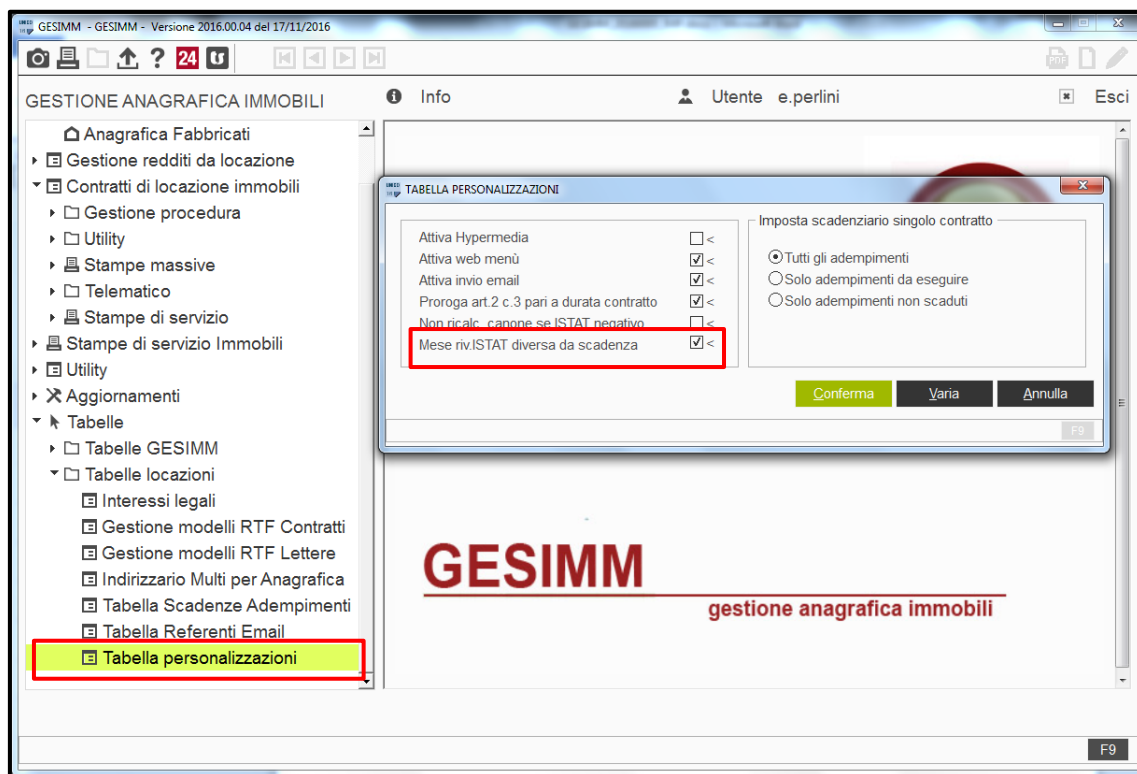 GESIMM - GESIMM - Versione 2016.00.04 del 17/11/2016
? 24
PDF
GESTIONE ANAGRAFICA IMMOBILI
Info
Utente e.perlini
Esci
Anagrafica Fabbricati
Gestione redditi da locazione
Contratti di locazione immobili
Gestione procedura
Utility
Stampe massive
Telematico
Stampe di servizio
Stampe di servizio Immobili
Utility
Aggiornamenti
Tabelle
Tabelle GESIMM
Tabelle locazioni
Interessi legali
Gestione modelli RTF Contratti
Gestione modelli RTF Lettere
Indirizzario Multi per Anagrafica
Tabella Scadenze Adempimenti
Tabella Referenti Email
Tabella personalizzazioni
TABELLA PERSONALIZZAZIONI
Attiva Hypermedia <
Attiva web menù <
Attiva invio email <
Proroga art.2 c.3 pari a durata contratto <
Non ricalc. canone se ISTAT negativo <
Mese riv.ISTAT diversa da scadenza <
Imposta scadenziario singolo contratto
Tutti gli adempimenti
Solo adempimenti da eseguire
Solo adempimenti non scaduti
Conferma
Varia
Annulla
F9
GESIMM
gestione anagrafica immobili
F9